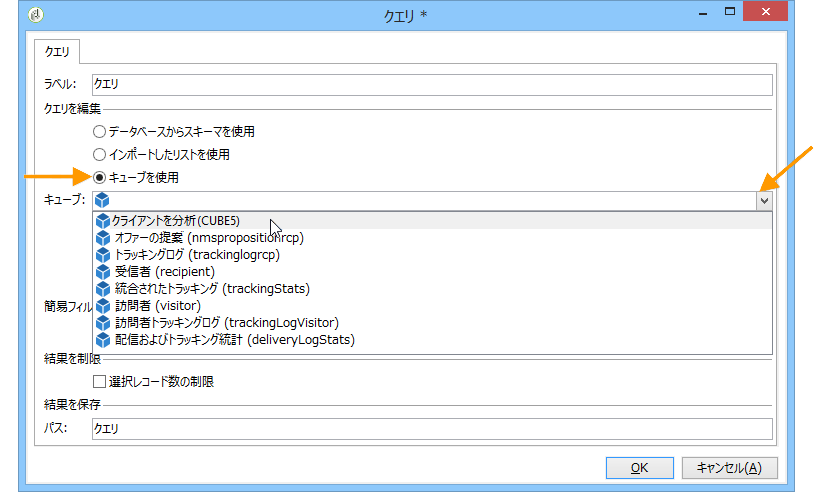 クエリ *
クエリ
ラベル: クエリ
クエリを編集
データベースからスキーマを使用
インポートしたリストを使用
キューブを使用
キューブ:
クライアントを分析(CUBE5)
オファーの提案 (nmspropositionrcp)
トラッキングログ (trackinglogrcp)
受信者 (recipient)
統合されたトラッキング (trackingStats)
簡易フィル
訪問者 (visitor)
訪問者トラッキングログ (trackingLogVisitor)
配信およびトラッキング統計 (deliveryLogStats)
結果を制限
選択レコード数の制限
結果を保存
パス: クエリ
OK キャンセル(A)